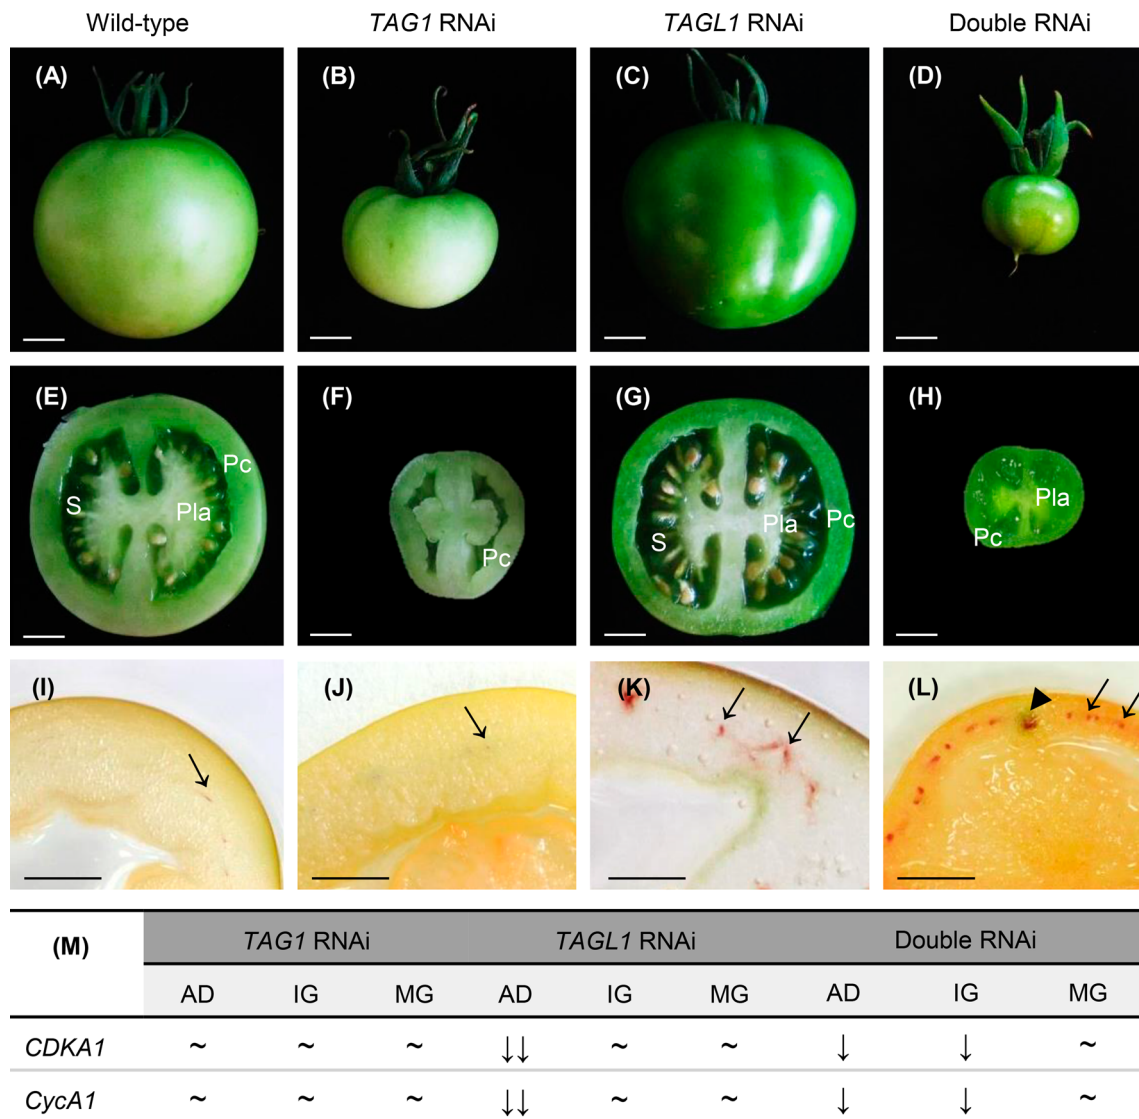 Wild-type TAG1 RNAi TAGL1 RNAi Double RNAi
(A) (B) (C) (D)
(E) (F) (G) (H)
Pc
S Pla
Pc
Pla Pc
S
Pla
Pc
(I) (J) (K) (L)
(M) TAG1 RNAi TAGL1 RNAi Double RNAi
AD IG MG AD IG MG AD IG MG
CDKA1 ~ ~ ~ ↓↓ ~ ~ ↓ ↓ ~
CycA1 ~ ~ ~ ↓↓ ~ ~ ↓ ↓ ~